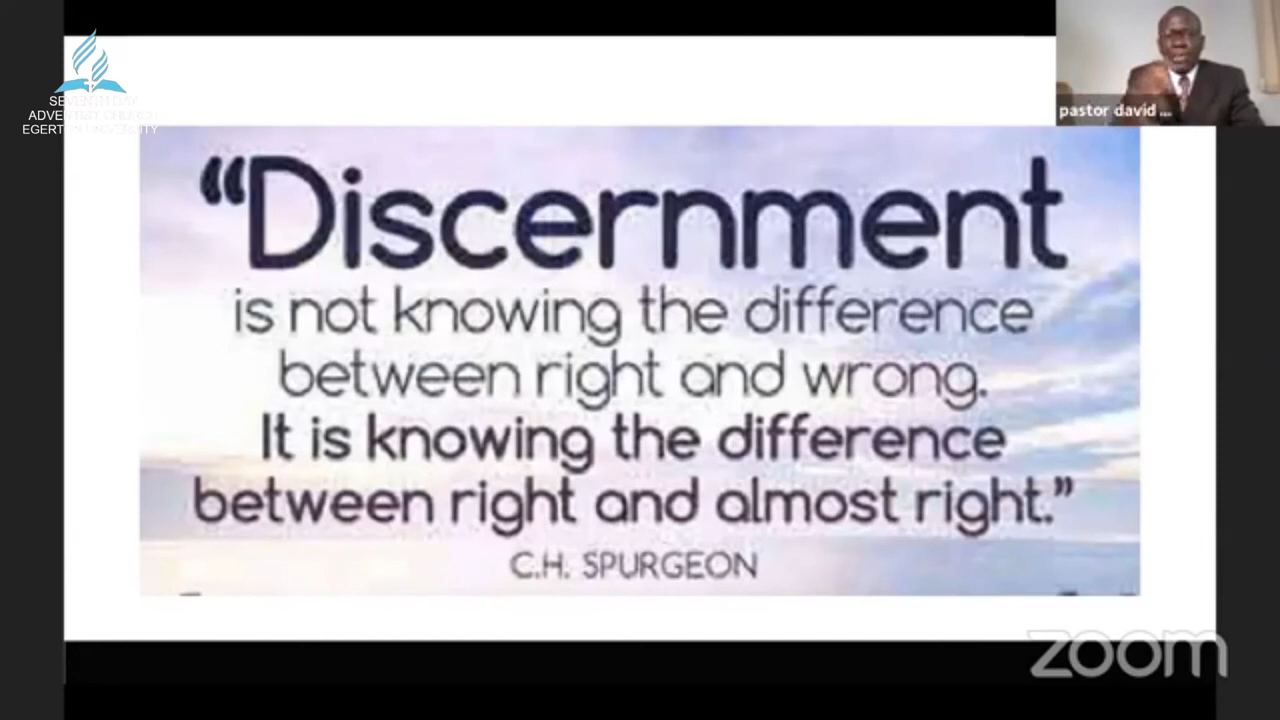 SEVENTH DAY
ADVENTIST CHURCH
EGERTON UNIVERSITY
pastor david ...
“Discernment
is not knowing the difference
between right and wrong.
It is knowing the difference
between right and almost right.”
C.H. SPURGEON
zoom